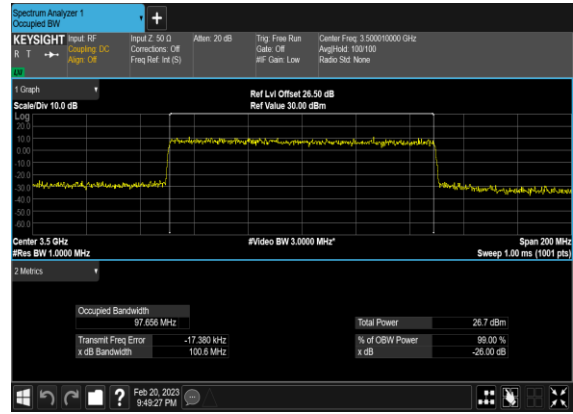 Spectrum Analyzer 1
Occupied BW
+
KEYSIGHT Input: RF Input Z: 50 Ω Atten: 20 dB Trig: Free Run Center Freq: 3.500010000 GHz
R T Coupling: DC Corrections: Off Gate: Off Avg|Hold: 100/100
Align: Off Freq Ref: Int (S) #IF Gain: Low Radio Std: None
LXI
1 Graph
Ref Lvl Offset 26.50 dB
Scale/Div 10.0 dB Ref Value 30.00 dBm
Log
20.0
10.0
0.00
-10.0
-20.0
-30.0
-40.0
-50.0
-60.0
Center 3.5 GHz #Video BW 3.0000 MHz* Span 200 MHz
#Res BW 1.0000 MHz Sweep 1.00 ms (1001 pts)
2 Metrics
Occupied Bandwidth
97.656 MHz Total Power 26.7 dBm
Transmit Freq Error -17.380 kHz % of OBW Power 99.00 %
x dB Bandwidth 100.6 MHz x dB -26.00 dB
? Feb 20, 2023
9:49:27 PM